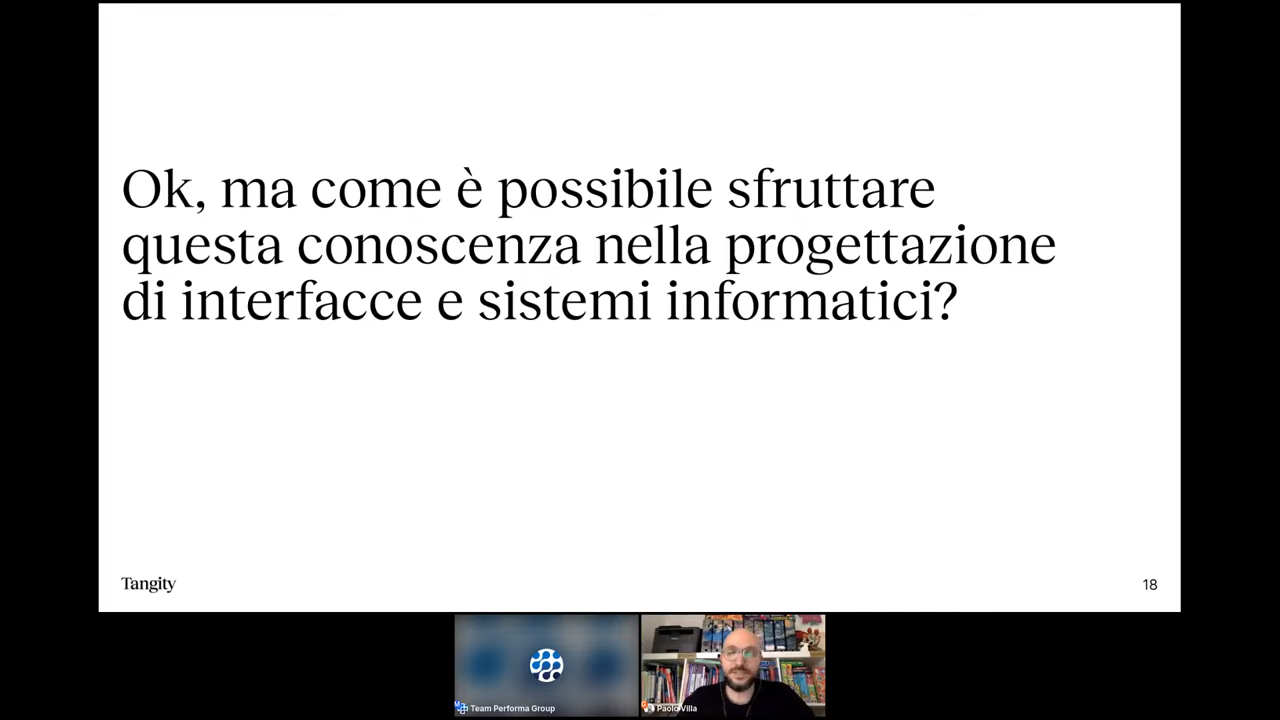 Ok, ma come è possibile sfruttare
questa conoscenza nella progettazione
di interfacce e sistemi informatici?
Tangity
18
Team Performa Group
Paolo Villa